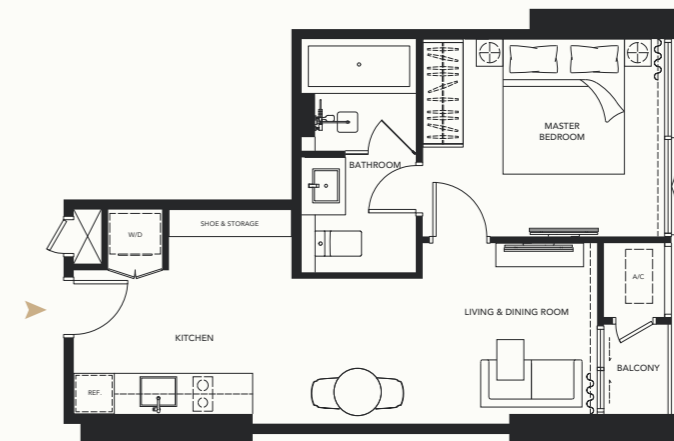 MASTER
BEDROOM
BATHROOM
SHOE & STORAGE
W/D
A/C
LIVING & DINING ROOM
KITCHEN
BALCONY
REF.